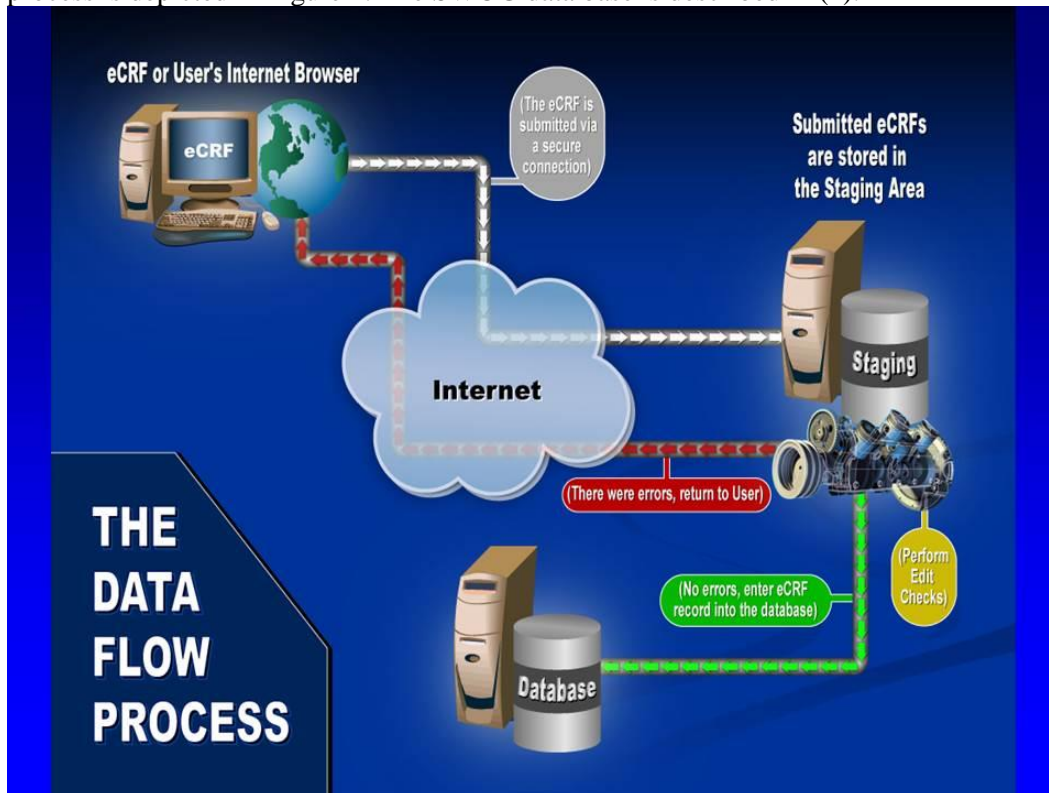 eCRF or User's Internet Browser
eCRF
(The eCRF is
submitted via
a secure
connection)
Submitted eCRFs
are stored in
the Staging Area
Staging
Internet
(There were errors, return to User)
(Perform
Edit
Checks)
(No errors, enter eCRF
record into the database)
Database
THE
DATA
FLOW
PROCESS